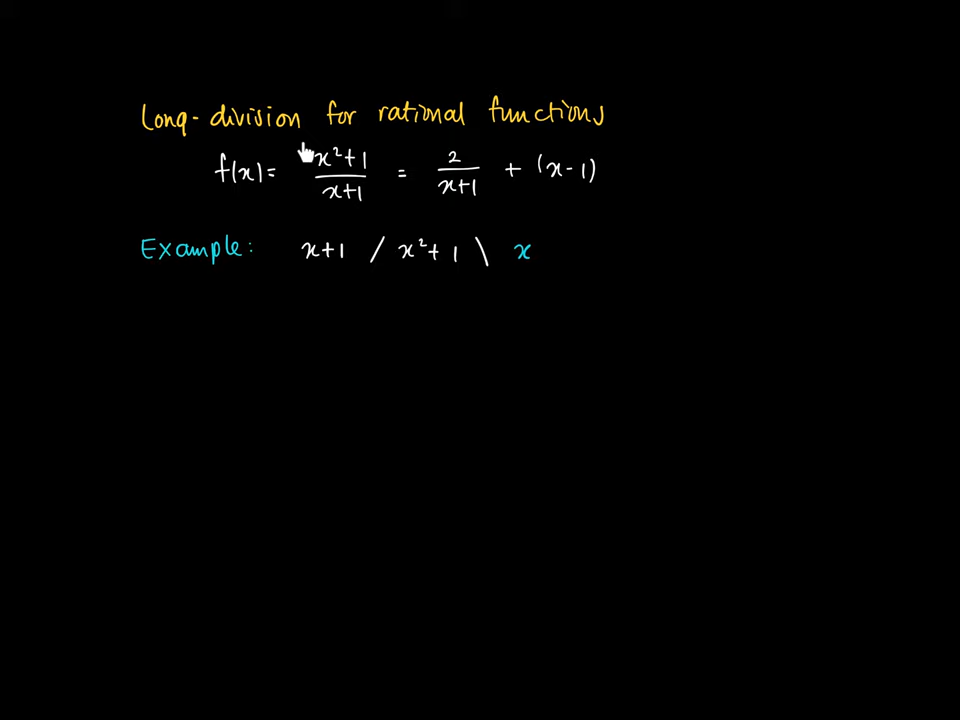 Long-division for rational functions
f(x) = x²+1 / x+1 = 2 / x+1 + (x-1)
Example: x+1 / x²+1 \ x